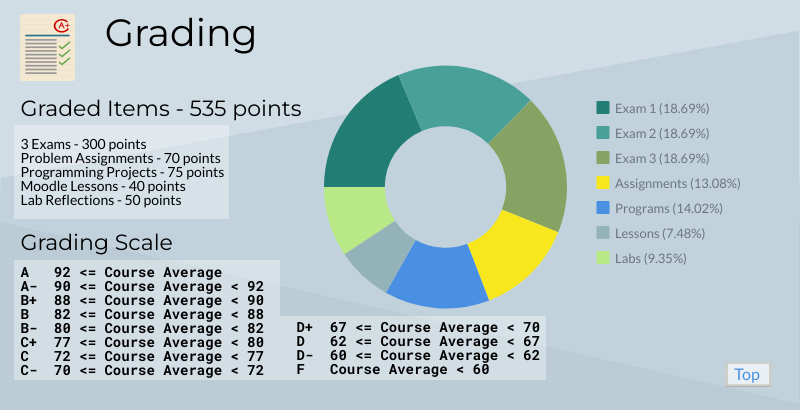 A+
Grading
Graded Items - 535 points
3 Exams - 300 points
Problem Assignments - 70 points
Programming Projects - 75 points
Moodle Lessons - 40 points
Lab Reflections - 50 points
Exam 1 (18.69%)
Exam 2 (18.69%)
Exam 3 (18.69%)
Assignments (13.08%)
Programs (14.02%)
Lessons (7.48%)
Labs (9.35%)
Grading Scale
A 92 <= Course Average
A- 90 <= Course Average < 92
B+ 88 <= Course Average < 90
B 82 <= Course Average < 88
B- 80 <= Course Average < 82
C+ 77 <= Course Average < 80
C 72 <= Course Average < 77
C- 70 <= Course Average < 72
D+ 67 <= Course Average < 70
D 62 <= Course Average < 67
D- 60 <= Course Average < 62
F Course Average < 60
Top